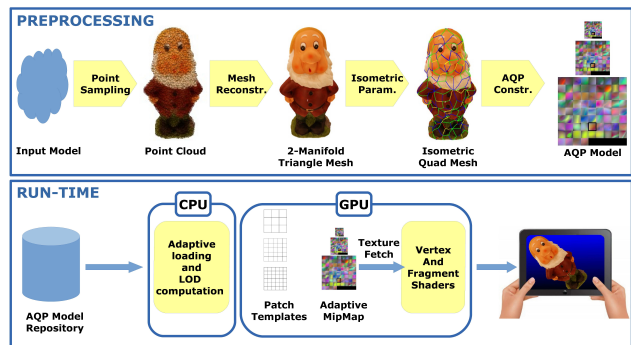 PREPROCESSING
Point
Sampling
Mesh
Reconstr.
Isometric
Param.
AQP
Constr.
Input Model
Point Cloud
2-Manifold
Triangle Mesh
Isometric
Quad Mesh
AQP Model
RUN-TIME
CPU
GPU
Adaptive
loading
and
LOD
computation
Texture
Fetch
Vertex
And
Fragment
Shaders
AQP Model
Repository
Patch
Templates
Adaptive
MipMap